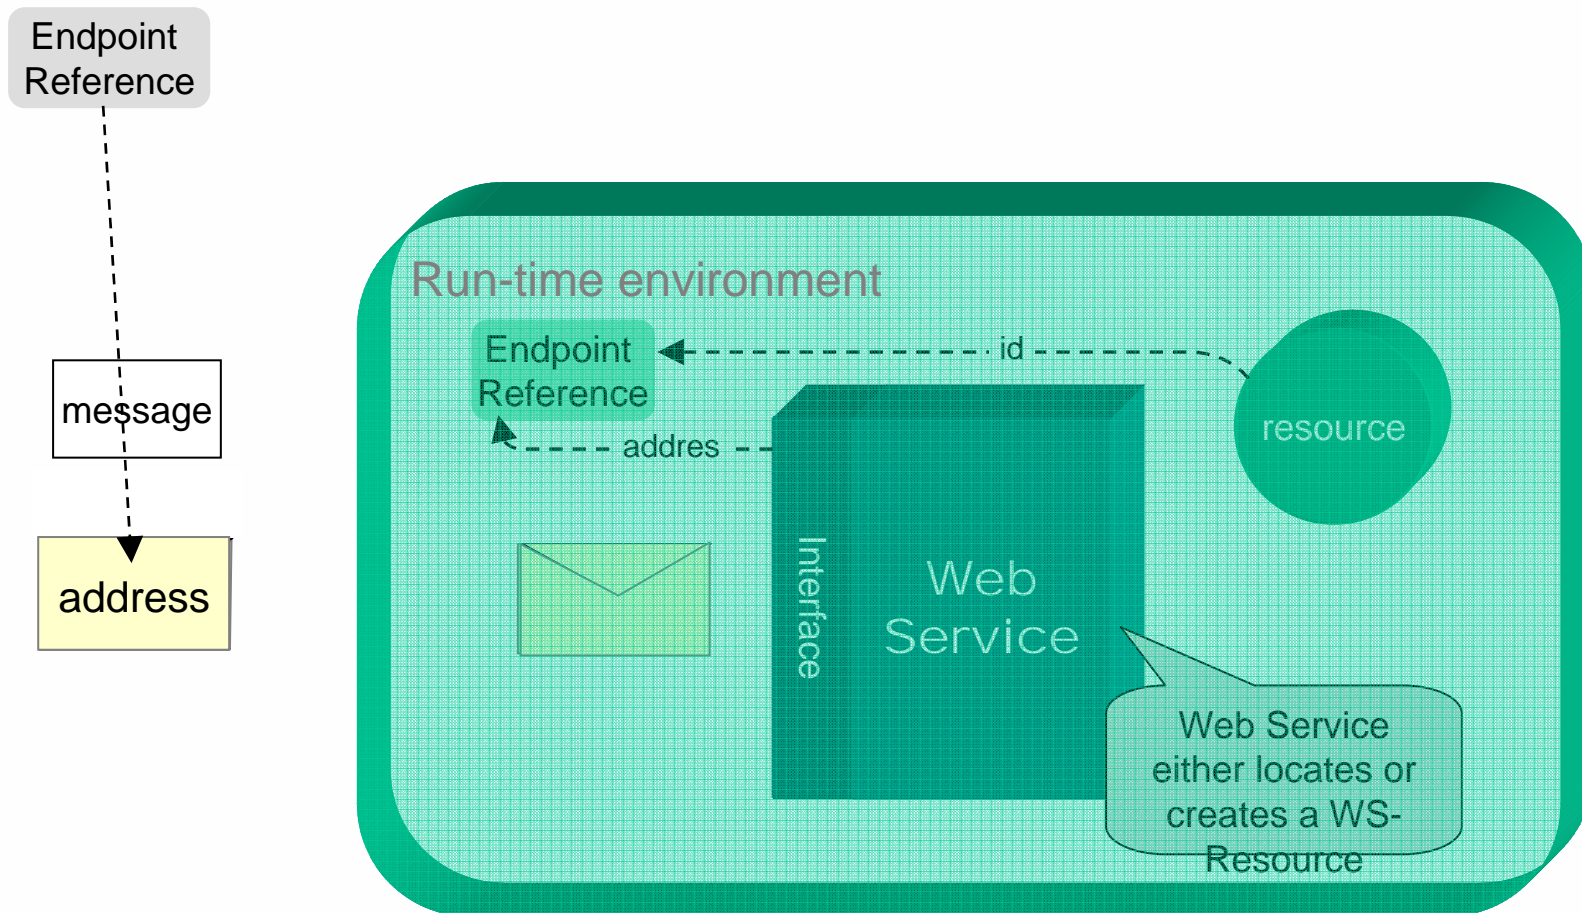 Endpoint
Reference
message
address
Run-time environment
Endpoint
Reference
id
addres
resource
Interface
Web
Service
Web Service
either locates or
creates a WS-
Resource